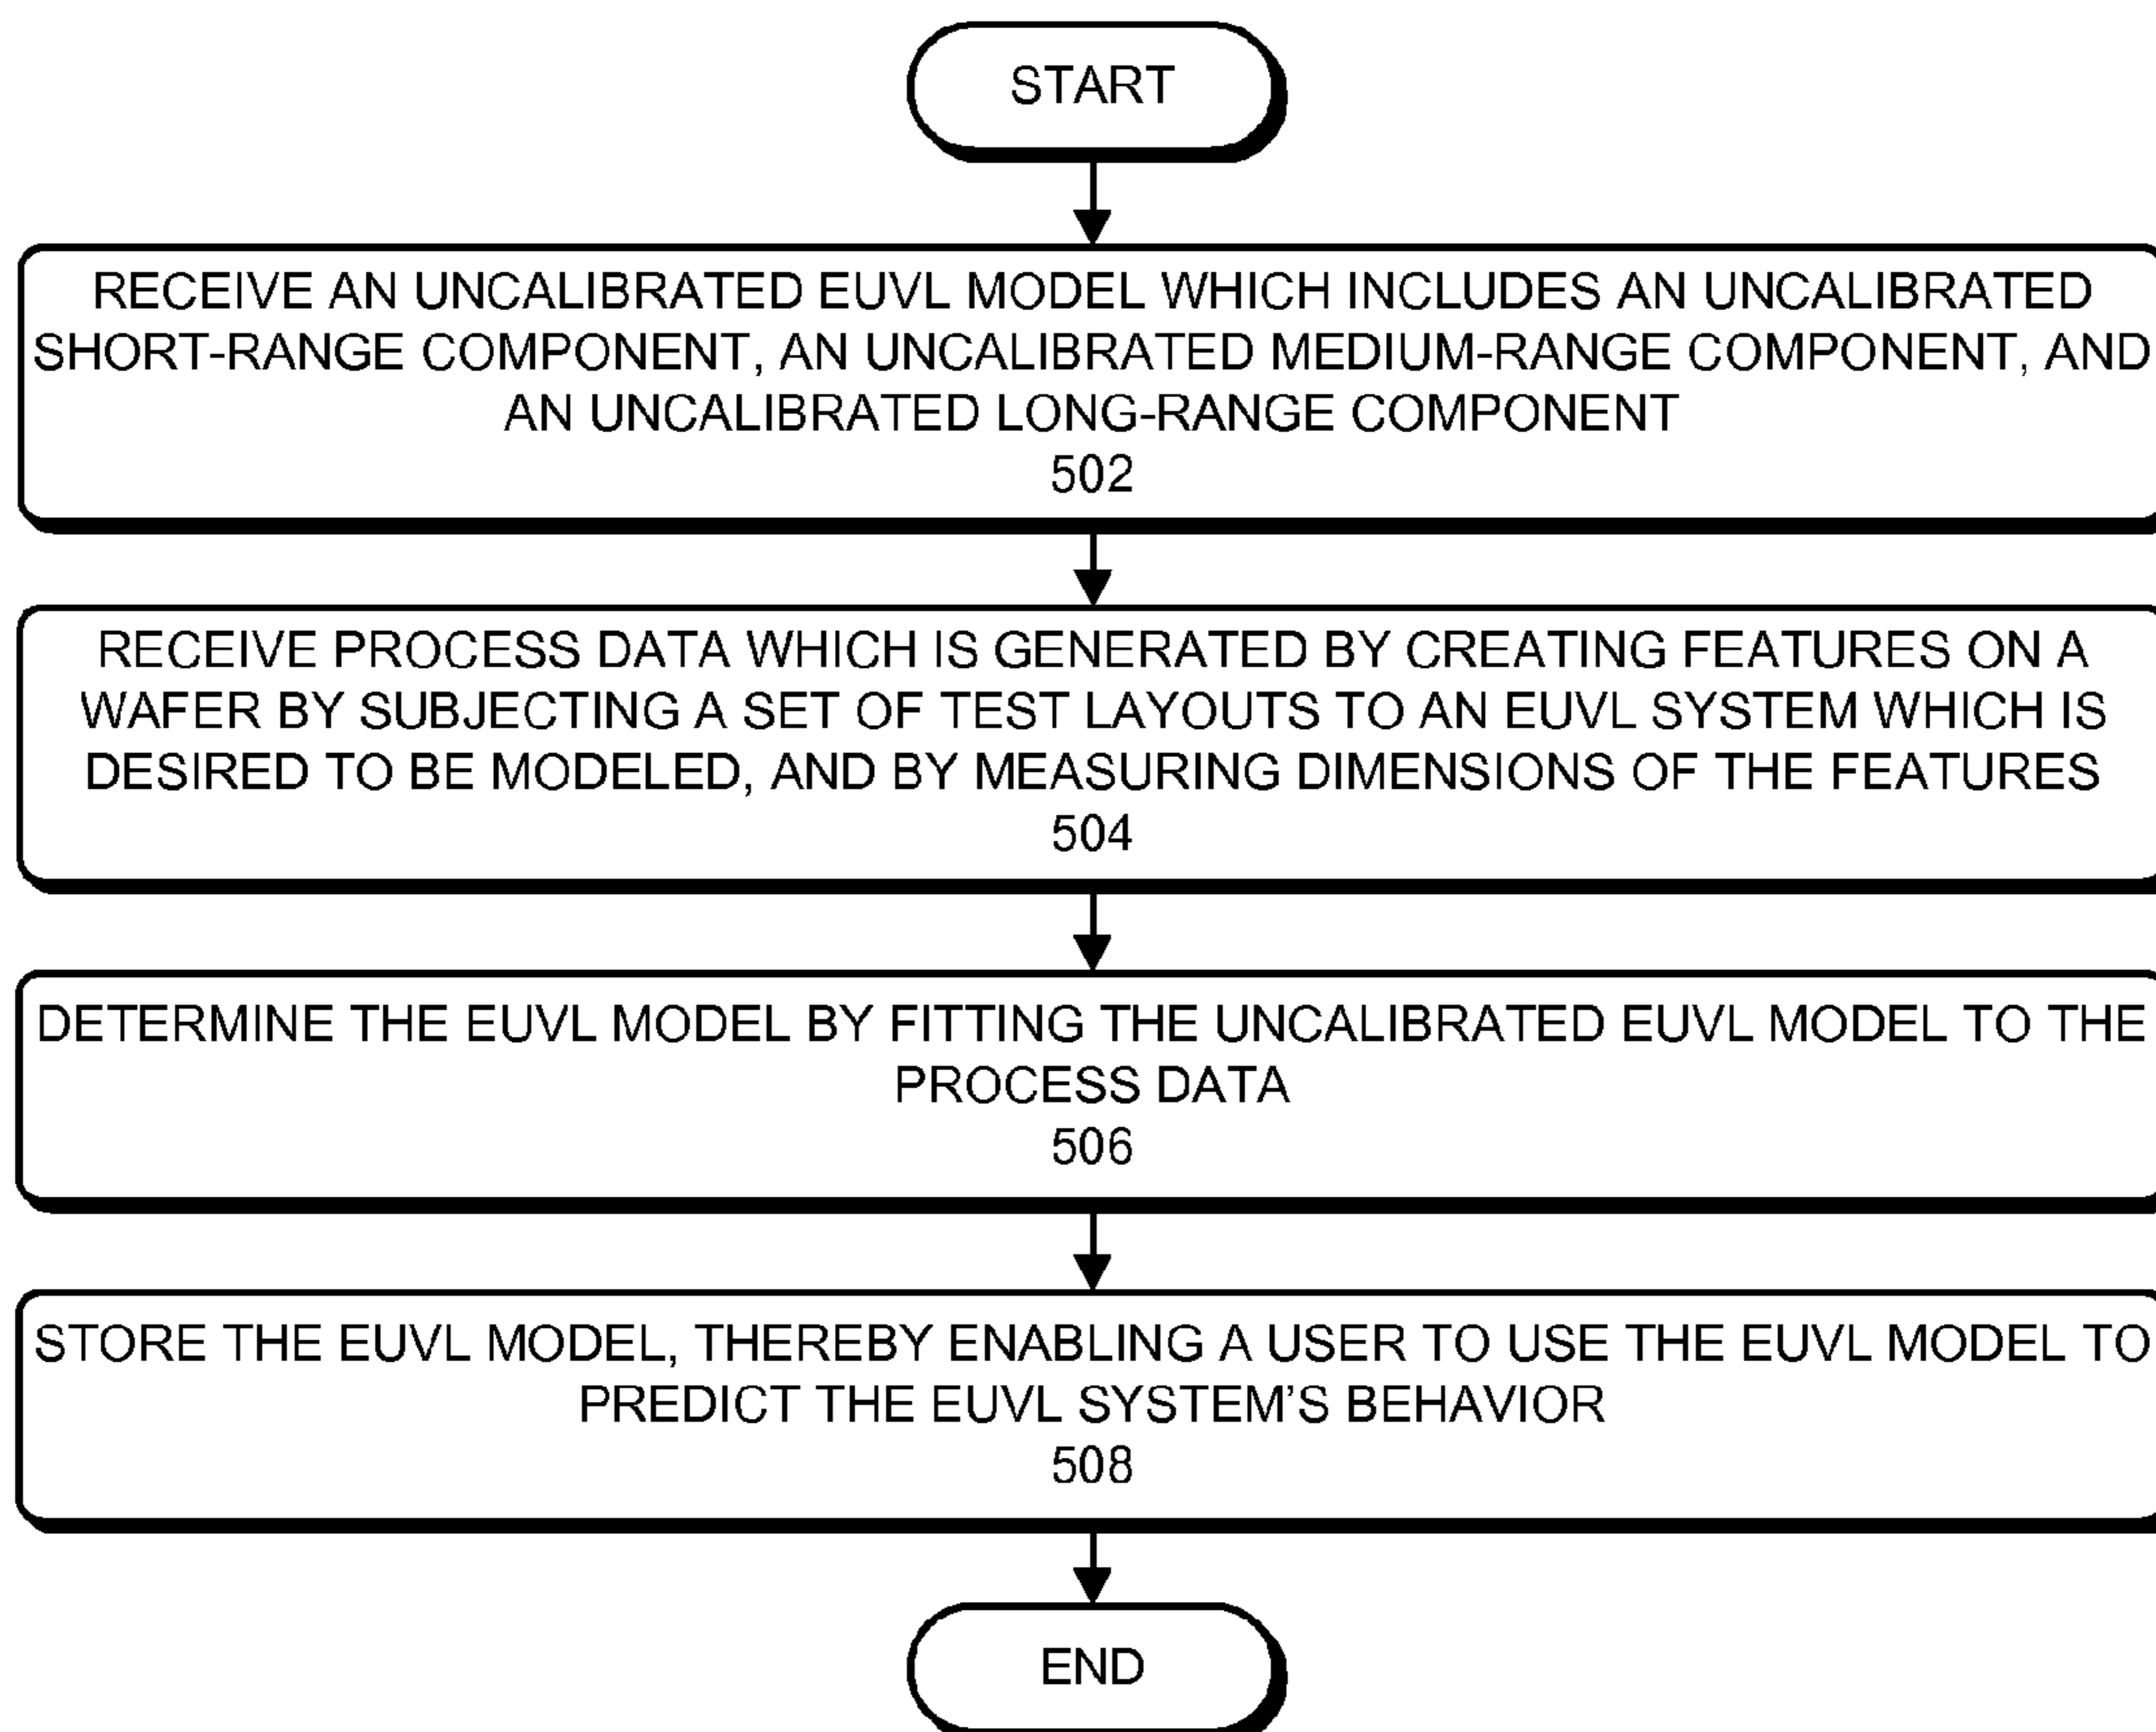 START
RECEIVE AN UNCALIBRATED EUVL MODEL WHICH INCLUDES AN UNCALIBRATED
SHORT-RANGE COMPONENT, AN UNCALIBRATED MEDIUM-RANGE COMPONENT, AND
AN UNCALIBRATED LONG-RANGE COMPONENT
502
RECEIVE PROCESS DATA WHICH IS GENERATED BY CREATING FEATURES ON A
WAFER BY SUBJECTING A SET OF TEST LAYOUTS TO AN EUVL SYSTEM WHICH IS
DESIRED TO BE MODELED, AND BY MEASURING DIMENSIONS OF THE FEATURES
504
DETERMINE THE EUVL MODEL BY FITTING THE UNCALIBRATED EUVL MODEL TO THE
PROCESS DATA
506
STORE THE EUVL MODEL, THEREBY ENABLING A USER TO USE THE EUVL MODEL TO
PREDICT THE EUVL SYSTEM'S BEHAVIOR
508
END